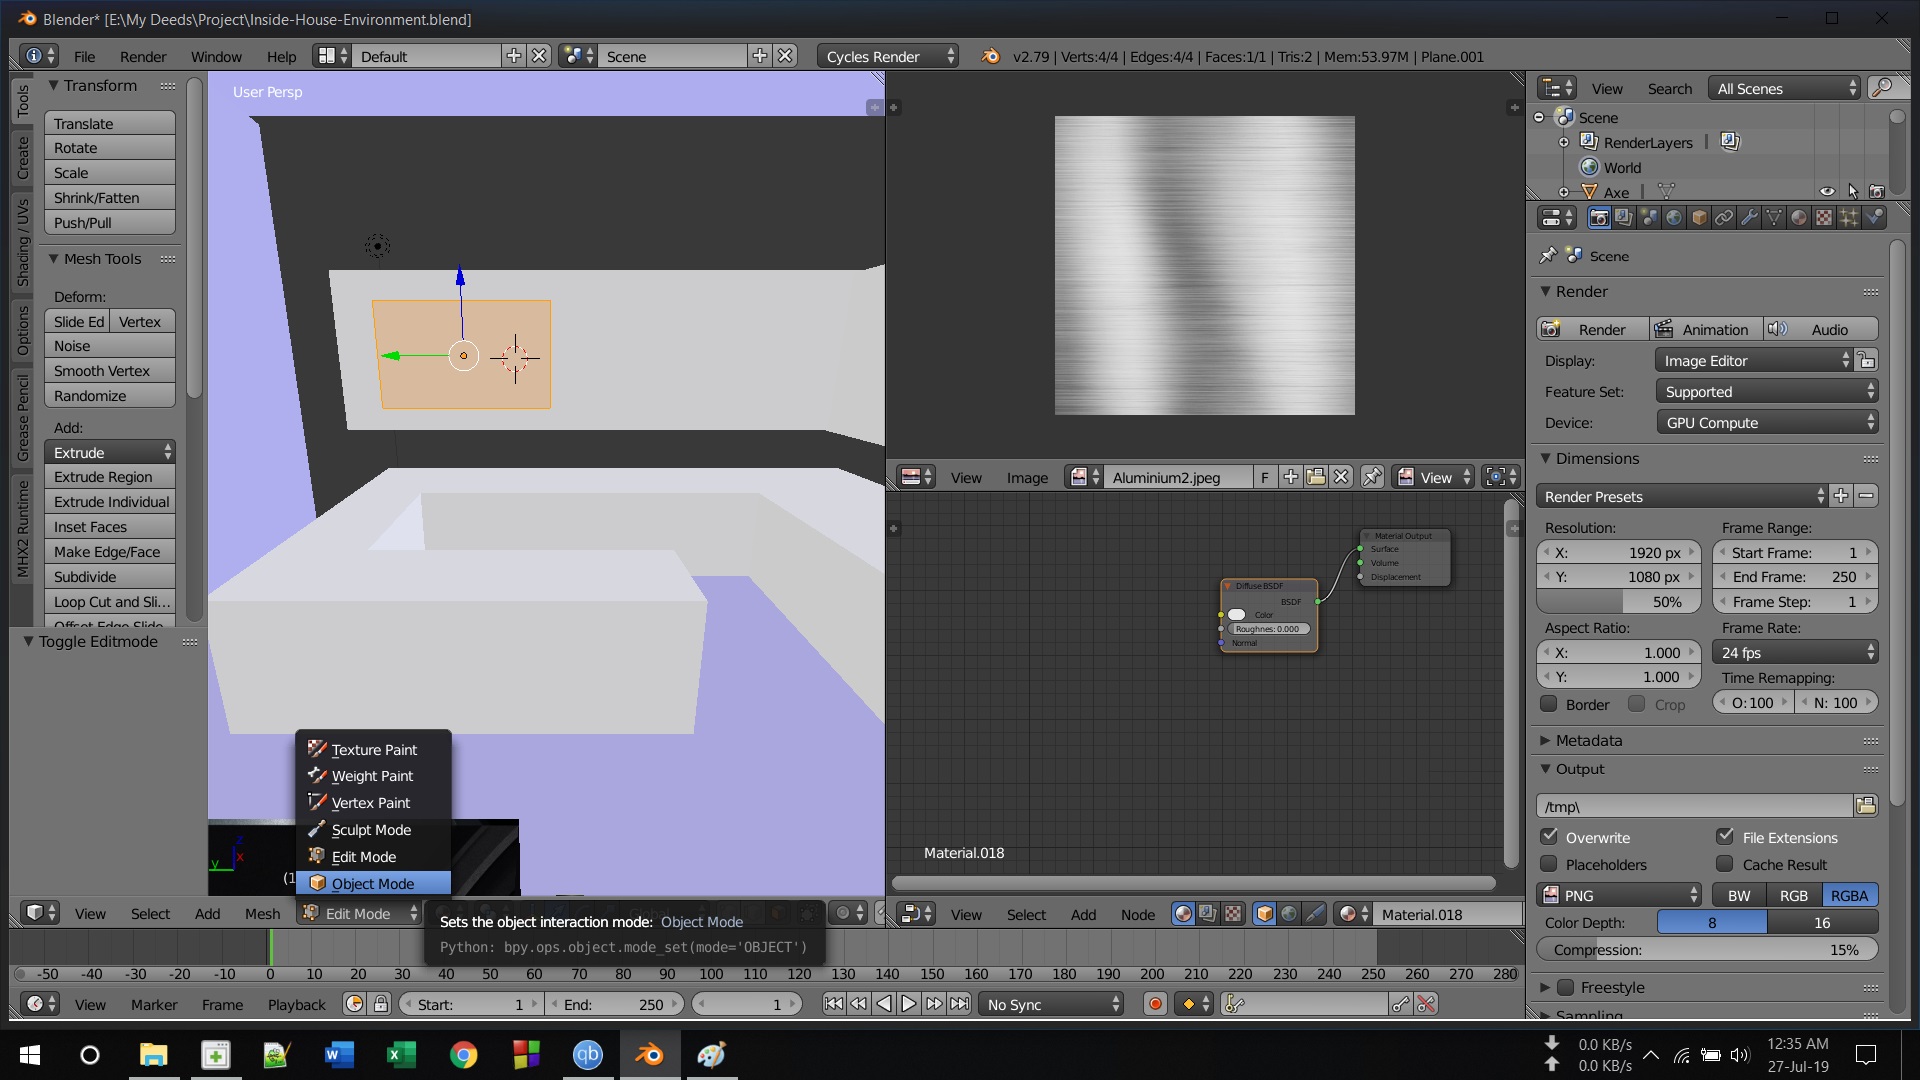 Blender* [E:\My Deeds\Project\Inside-House-Environment.blend]
File Render Window Help Default Scene Cycles Render v2.79 | Verts:4/4 | Edges:4/4 | Faces:1/1 | Tris:2 | Mem:53.97M | Plane.001
Tools
Create
Shading / UVs
Options
Grease Pencil
MHX2 Runtime
Transform
Translate
Rotate
Scale
Shrink/Fatten
Push/Pull
Mesh Tools
Deform:
Slide Ed Vertex
Noise
Smooth Vertex
Randomize
Add:
Extrude
Extrude Region
Extrude Individual
Inset Faces
Make Edge/Face
Subdivide
Loop Cut and Sli...
Offset Edge Slide
Toggle Editmode
User Persp
Texture Paint
Weight Paint
Vertex Paint
Sculpt Mode
Edit Mode
Object Mode
z
y x
(1
View Select Add Mesh Edit Mode
Sets the object interaction mode: Object Mode
Python: bpy.ops.object.mode_set(mode='OBJECT')
View Image Aluminium2.jpeg F View
Material Output
Surface
Volume
Displacement
Diffuse BSDF
BSDF
Color
Roughnes: 0.000
Normal
Material.018
View Select Add Node Material.018
View Search All Scenes
Scene
RenderLayers |
World
Axe |
Scene
Render
Render Animation Audio
Display: Image Editor
Feature Set: Supported
Device: GPU Compute
Dimensions
Render Presets
Resolution: Frame Range:
X: 1920 px Start Frame: 1
Y: 1080 px End Frame: 250
50% Frame Step: 1
Aspect Ratio: Frame Rate:
X: 1.000 24 fps
Y: 1.000 Time Remapping:
Border Crop O: 100 N: 100
Metadata
Output
/tmp\
Overwrite File Extensions
Placeholders Cache Result
PNG BW RGB RGBA
Color Depth: 8 16
Compression: 15%
Freestyle
Sampling
-50 -40 -30 -20 -10 0 10 20 30 40 50 60 70 80 90 100 110 120 130 140 150 160 170 180 190 200 210 220 230 240 250 260 270 280
View Marker Frame Playback Start: 1 End: 250 1 No Sync
qb
0.0 KB/s
0.0 KB/s
12:35 AM
27-Jul-19